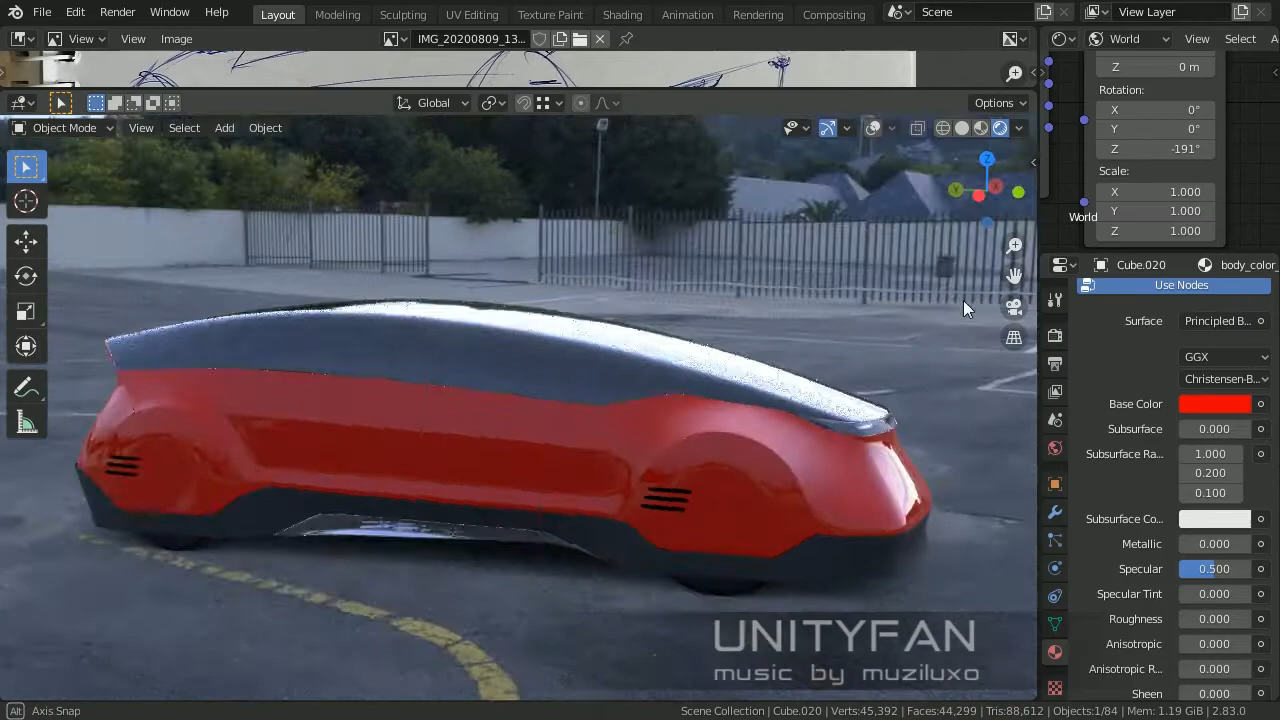 File Edit Render Window Help Layout Modeling Sculpting UV Editing Texture Paint Shading Animation Rendering Compositing Scene View Layer
View View Image IMG_20200809_13... World View Select A
Z 0 m
Global Options
Rotation:
X 0°
Object Mode View Select Add Object
Y 0°
Z -191°
Scale:
X 1.000
Y 1.000
World
Z 1.000
Cube.020 body_color_
Use Nodes
Surface Principled B...
GGX
Christensen-B...
Base Color
Subsurface 0.000
Subsurface Ra... 1.000
0.200
0.100
Subsurface Co...
Metallic 0.000
Specular 0.500
Specular Tint 0.000
Roughness 0.000
Anisotropic 0.000
Anisotropic R... 0.000
Sheen 0.000
UNITYFAN
music by muziluxo
Alt Axis Snap Scene Collection | Cube.020 | Verts:45,392 | Faces:44,299 | Tris:88,612 | Objects:1/84 | Mem: 1.19 GiB | 2.83.0